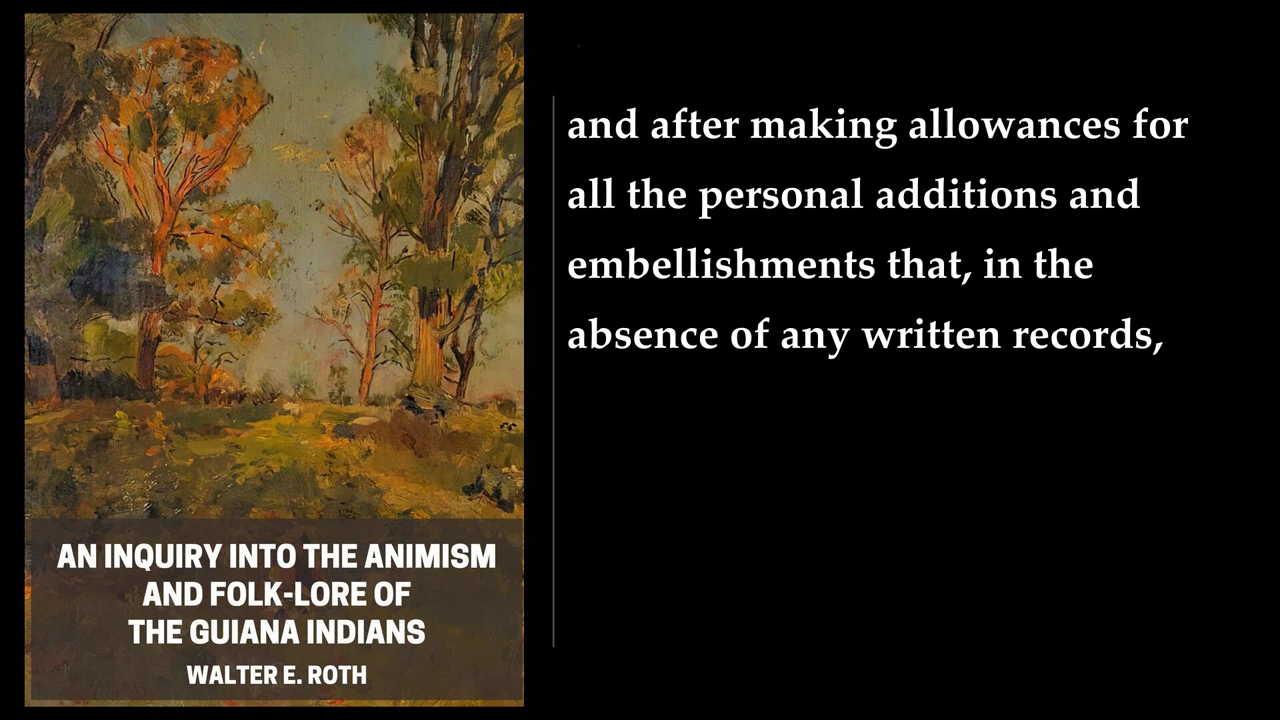 and after making allowances for
all the personal additions and
embellishments that, in the
absence of any written records,
AN INQUIRY INTO THE ANIMISM
AND FOLK-LORE OF
THE GUIANA INDIANS
WALTER E. ROTH